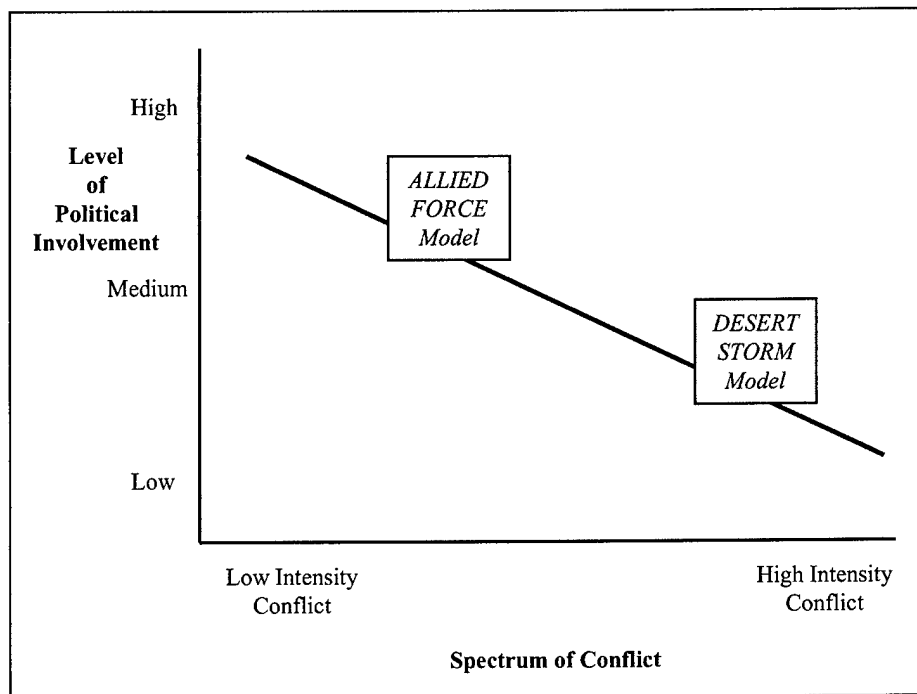 High
Level
of
Political
Involvement
Medium
Low
ALLIED
FORCE
Model
DESERT
STORM
Model
Low Intensity
Conflict
High Intensity
Conflict
Spectrum of Conflict